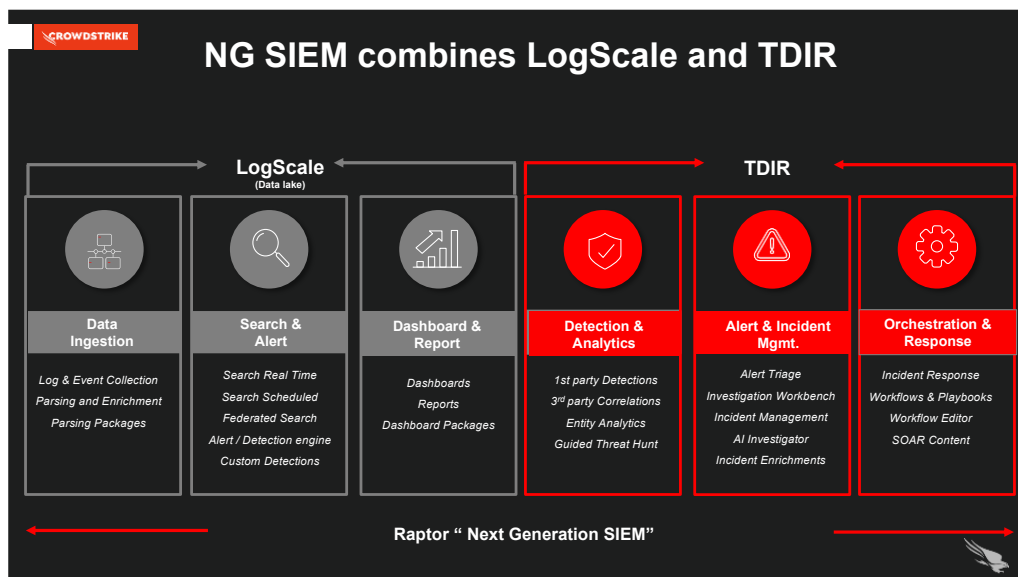 CROWDSTRIKE
NG SIEM combines LogScale and TDIR
LogScale
(Data lake)
TDIR
Data
Ingestion
Log & Event Collection
Parsing and Enrichment
Parsing Packages
Search &
Alert
Search Real Time
Search Scheduled
Federated Search
Alert / Detection engine
Custom Detections
Dashboard &
Report
Dashboards
Reports
Dashboard Packages
Detection &
Analytics
1st party Detections
3rd party Correlations
Entity Analytics
Guided Threat Hunt
Alert & Incident
Mgmt.
Alert Triage
Investigation Workbench
Incident Management
AI Investigator
Incident Enrichments
Orchestration &
Response
Incident Response
Workflows & Playbooks
Workflow Editor
SOAR Content
Raptor “ Next Generation SIEM”